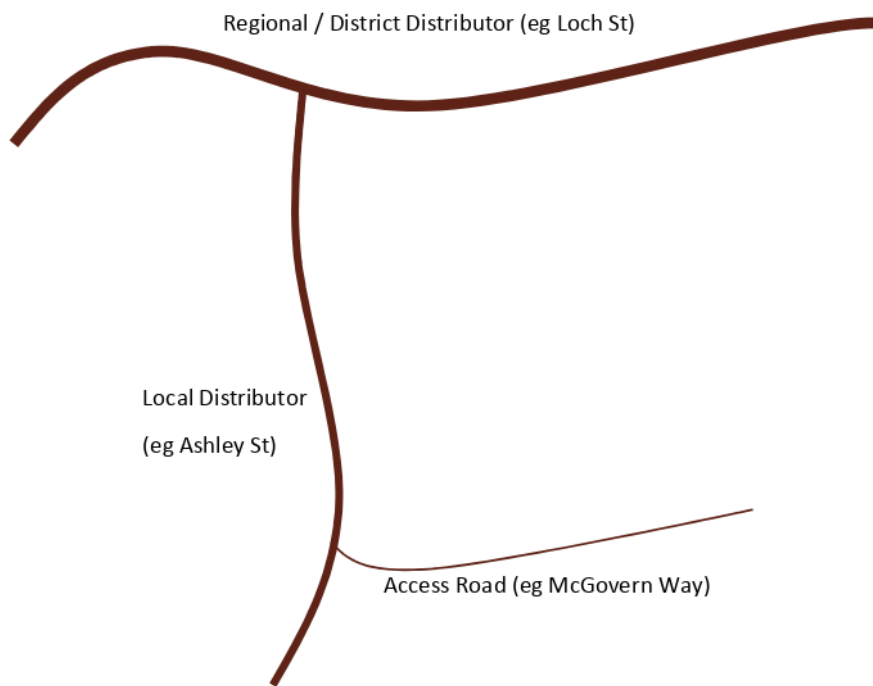 Regional / District Distributor (eg Loch St)
Local Distributor
(eg Ashley St)
Access Road (eg McGovern Way)